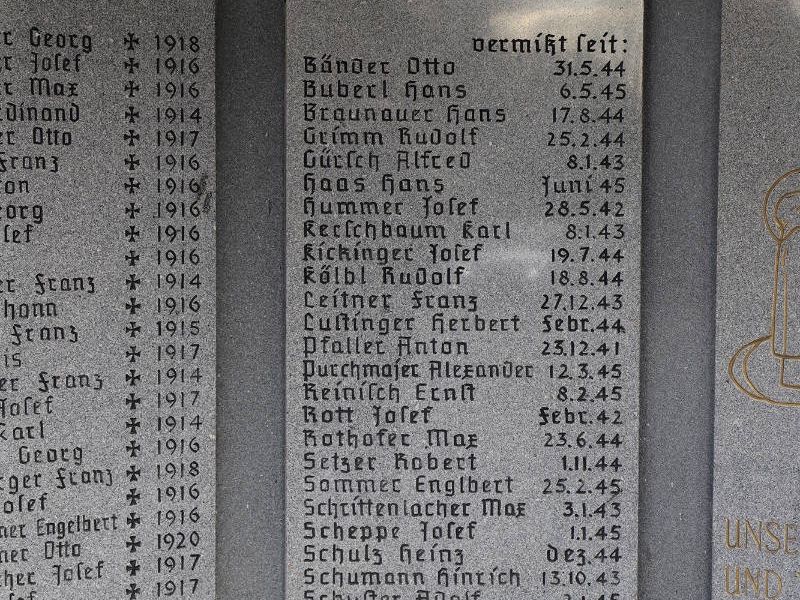 Georg ✠ 1918
Josef ✠ 1916
Max ✠ 1916
✠ 1914
Otto ✠ 1917
Franz ✠ 1916
✠ 1916
✠ 1916
✠ 1916
✠ 1916
Franz ✠ 1914
✠ 1916
Franz ✠ 1915
✠ 1917
Franz ✠ 1914
Josef ✠ 1917
Karl ✠ 1914
Georg ✠ 1916
Franz ✠ 1918
✠ 1916
Engelbert ✠ 1916
Otto ✠ 1920
Josef ✠ 1917
✠ 1917
vermißt seit:
Bänder Otto 31.5.44
Buberl Hans 6.5.45
Braunauer Hans 17.8.44
Grimm Rudolf 25.2.44
Gürsch Alfred 8.1.43
Haas Hans Juni 45
Hummer Josef 28.5.42
Kerschbaum Karl 8.1.43
Kickinger Josef 19.7.44
Kölbl Rudolf 18.8.44
Leitner Franz 27.12.43
Lustinger Herbert Febr.44
Pfaller Anton 23.12.41
Purchmajer Alexander 12.3.45
Reinisch Ernst 8.2.45
Rott Josef Febr.42
Rothofer Max 23.6.44
Setzer Robert 1.11.44
Sommer Englbert 25.2.45
Schrittenlacher Max 3.1.43
Scheppe Josef 1.1.45
Schulz Heinz Dez.44
Schumann Hinrich 13.10.43
Schuster Adolf
UND